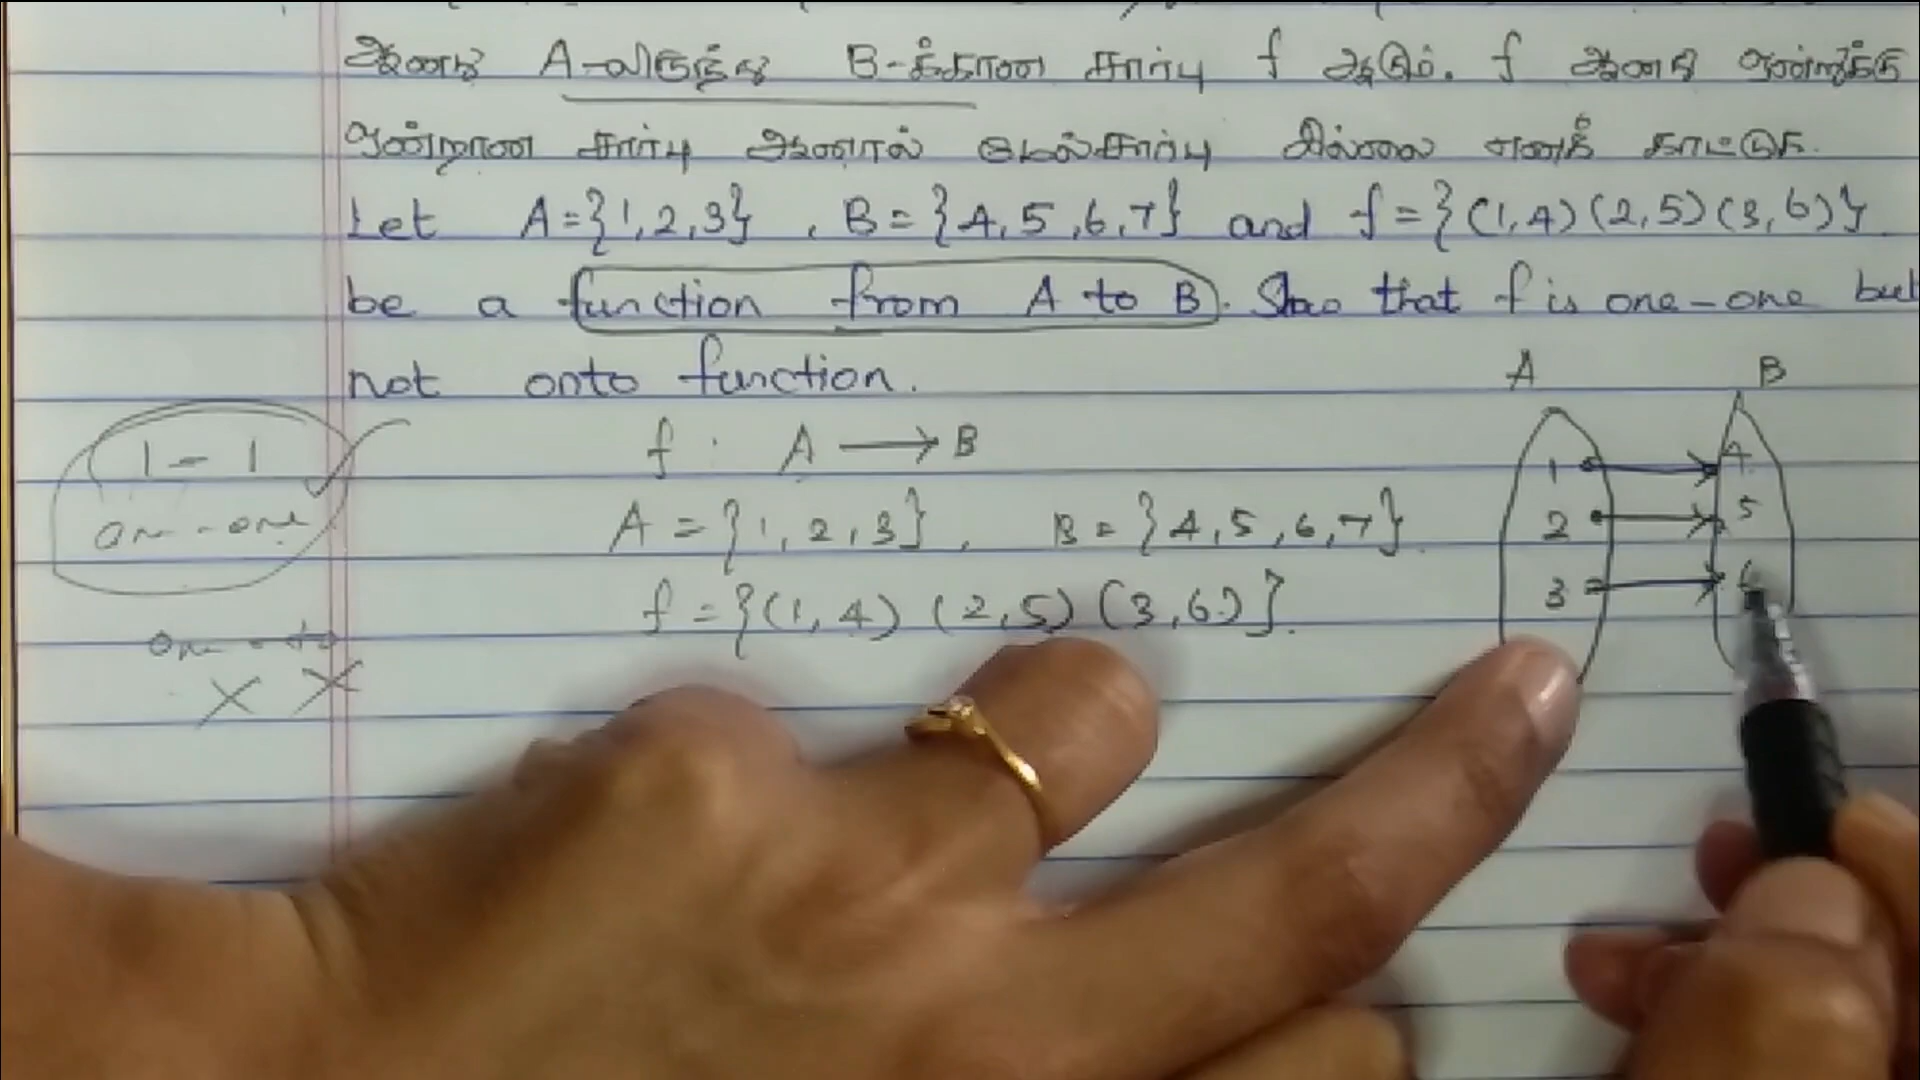 ஆனது A-லிருந்து B-க்கான சார்பு f ஆகும். f ஆனது ஒன்றுக்கு
ஒன்றான சார்பு ஆனால் மேல்சார்பு இல்லை எனக் காட்டுக.
Let A={1,2,3} , B={4,5,6,7} and f={(1,4)(2,5)(3,6)}
be a function from A to B. Show that f is one-one but
not onto function.
A B
f : A → B
1 - 1
one-one
A = {1,2,3}, B={4,5,6,7}
f={(1,4) (2,5) (3,6)}.
1 4
2 5
3 6
X X